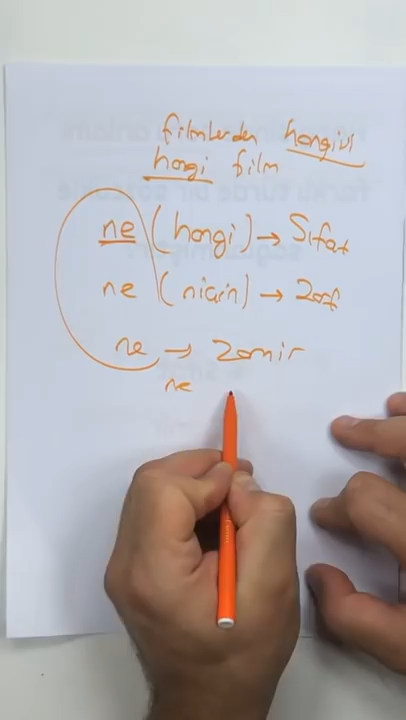 filmlerden hangisi
hangi film
ne (hangi) → Sıfat
ne (niçin) → Zarf
ne → Zamir
ne